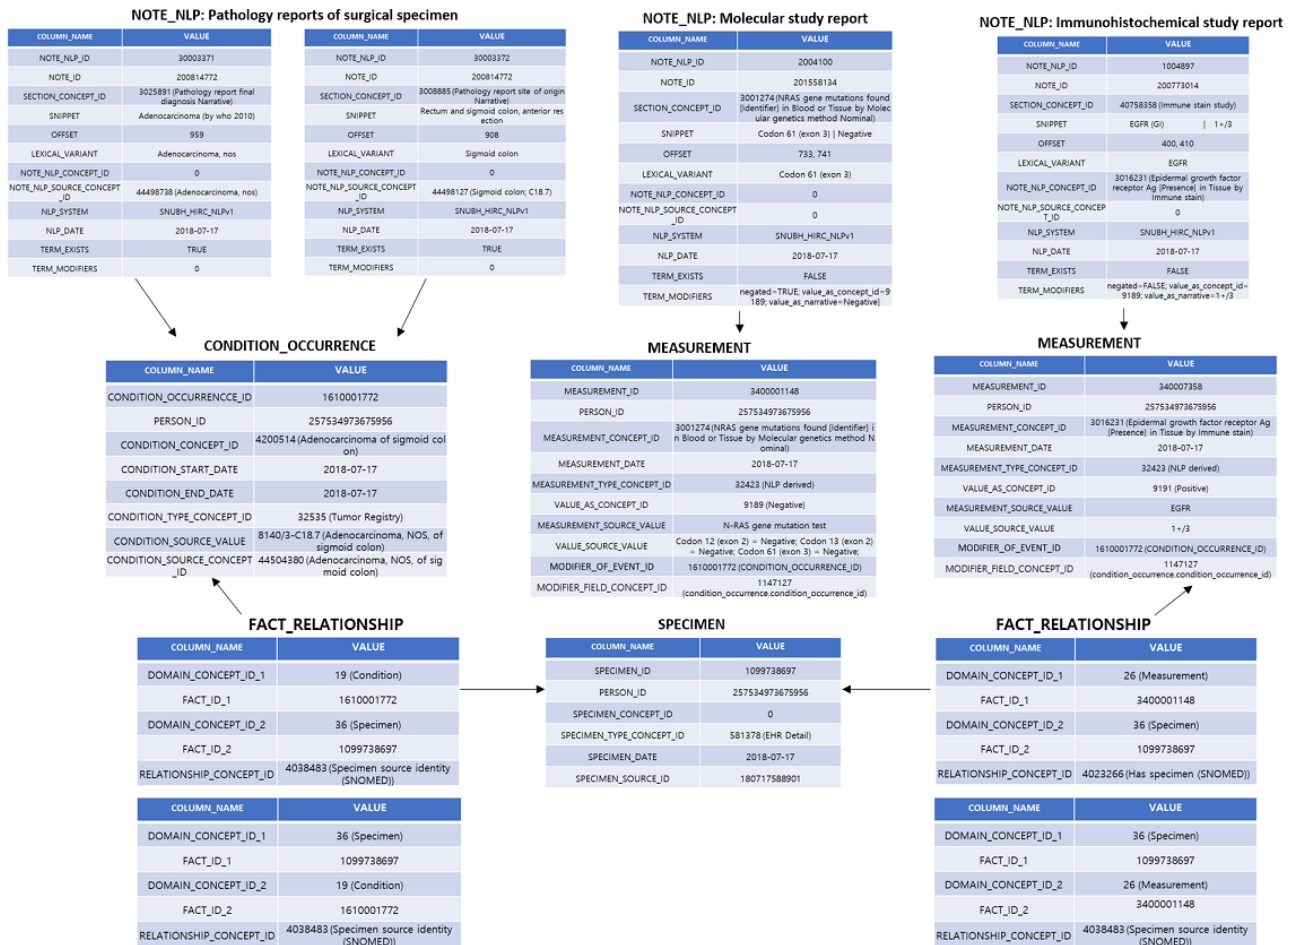 NOTE_NLP: Pathology reports of surgical specimen
COLUMN_NAME VALUE
NOTE_NLP_ID 30003371
NOTE_ID 200814772
SECTION_CONCEPT_ID 3025891 (Pathology report final
diagnosis Narrative)
SNIPPET Adenocarcinoma (by who 2010)
OFFSET 959
LEXICAL_VARIANT Adenocarcinoma, nos
NOTE_NLP_CONCEPT_ID 0
NOTE_NLP_SOURCE_CONCEPT
_ID 44498738 (Adenocarcinoma, nos)
NLP_SYSTEM SNUBH_HIRC_NLPv1
NLP_DATE 2018-07-17
TERM_EXISTS TRUE
TERM_MODIFIERS 0
COLUMN_NAME VALUE
NOTE_NLP_ID 30003372
NOTE_ID 200814772
SECTION_CONCEPT_ID 3008885 (Pathology report site of origin
Narrative)
SNIPPET Rectum and sigmoid colon, anterior res
ection
OFFSET 908
LEXICAL_VARIANT Sigmoid colon
NOTE_NLP_CONCEPT_ID 0
NOTE_NLP_SOURCE_CONCEPT
_ID 44498127 (Sigmoid colon; C18.7)
NLP_SYSTEM SNUBH_HIRC_NLPv1
NLP_DATE 2018-07-17
TERM_EXISTS TRUE
TERM_MODIFIERS 0
NOTE_NLP: Molecular study report
COLUMN_NAME VALUE
NOTE_NLP_ID 2004100
NOTE_ID 201558134
SECTION_CONCEPT_ID 3001274 (NRAS gene mutations found
[Identifier] in Blood or Tissue by Molec
ular genetics method Nominal)
SNIPPET Codon 61 (exon 3) | Negative
OFFSET 733, 741
LEXICAL_VARIANT Codon 61 (exon 3)
NOTE_NLP_CONCEPT_ID 0
NOTE_NLP_SOURCE_CONCEPT
_ID 0
NLP_SYSTEM SNUBH_HIRC_NLPv1
NLP_DATE 2018-07-17
TERM_EXISTS FALSE
TERM_MODIFIERS negated=TRUE; value_as_concept_id=9
189; value_as_narrative=Negative)
NOTE_NLP: Immunohistochemical study report
COLUMN_NAME VALUE
NOTE_NLP_ID 1004897
NOTE_ID 200773014
SECTION_CONCEPT_ID 40758358 (Immune stain study)
SNIPPET EGFR (GI) | 1+/3
OFFSET 400, 410
LEXICAL_VARIANT EGFR
NOTE_NLP_CONCEPT_ID 3016231 (Epidermal growth factor
receptor Ag [Presence] in Tissue by
Immune stain)
NOTE_NLP_SOURCE_CONCEP
T_ID 0
NLP_SYSTEM SNUBH_HIRC_NLPv1
NLP_DATE 2018-07-17
TERM_EXISTS FALSE
TERM_MODIFIERS negated=FALSE; value_as_concept_id=
9189; value_as_narrative=1+/3
CONDITION_OCCURRENCE
COLUMN_NAME VALUE
CONDITION_OCCURRENCCE_ID 1610001772
PERSON_ID 257534973675956
CONDITION_CONCEPT_ID 4200514 (Adenocarcinoma of sigmoid col
on)
CONDITION_START_DATE 2018-07-17
CONDITION_END_DATE 2018-07-17
CONDITION_TYPE_CONCEPT_ID 32535 (Tumor Registry)
CONDITION_SOURCE_VALUE 8140/3-C18.7 (Adenocarcinoma, NOS, of
sigmoid colon)
CONDITION_SOURCE_CONCEPT
_ID 44504380 (Adenocarcinoma, NOS, of sig
moid colon)
MEASUREMENT
COLUMN_NAME VALUE
MEASUREMENT_ID 3400001148
PERSON_ID 257534973675956
MEASUREMENT_CONCEPT_ID 3001274 (NRAS gene mutations found [Identifier] i
n Blood or Tissue by Molecular genetics method N
ominal)
MEASUREMENT_DATE 2018-07-17
MEASUREMENT_TYPE_CONCEPT_ID 32423 (NLP derived)
VALUE_AS_CONCEPT_ID 9189 (Negative)
MEASUREMENT_SOURCE_VALUE N-RAS gene mutation test
VALUE_SOURCE_VALUE Codon 12 (exon 2) = Negative; Codon 13 (exon 2)
= Negative; Codon 61 (exon 3) = Negative;
MODIFIER_OF_EVENT_ID 1610001772 (CONDITION_OCCURRENCE_ID)
MODIFIER_FIELD_CONCEPT_ID 1147127
(condition_occurrence.condition_occurrence_id)
MEASUREMENT
COLUMN_NAME VALUE
MEASUREMENT_ID 340007358
PERSON_ID 257534973675956
MEASUREMENT_CONCEPT_ID 3016231 (Epidermal growth factor receptor Ag
[Presence] in Tissue by Immune stain)
MEASUREMENT_DATE 2018-07-17
MEASUREMENT_TYPE_CONCEPT_ID 32423 (NLP derived)
VALUE_AS_CONCEPT_ID 9191 (Positive)
MEASUREMENT_SOURCE_VALUE EGFR
VALUE_SOURCE_VALUE 1+/3
MODIFIER_OF_EVENT_ID 1610001772 (CONDITION_OCCURRENCE_ID)
MODIFIER_FIELD_CONCEPT_ID 1147127
(condition_occurrence.condition_occurrence_id)
FACT_RELATIONSHIP
COLUMN_NAME VALUE
DOMAIN_CONCEPT_ID_1 19 (Condition)
FACT_ID_1 1610001772
DOMAIN_CONCEPT_ID_2 36 (Specimen)
FACT_ID_2 1099738697
RELATIONSHIP_CONCEPT_ID 4038483 (Specimen source identity
(SNOMED))
COLUMN_NAME VALUE
DOMAIN_CONCEPT_ID_1 36 (Specimen)
FACT_ID_1 1099738697
DOMAIN_CONCEPT_ID_2 19 (Condition)
FACT_ID_2 1610001772
RELATIONSHIP_CONCEPT_ID 4038483 (Specimen source identity
(SNOMED))
SPECIMEN
COLUMN_NAME VALUE
SPECIMEN_ID 1099738697
PERSON_ID 257534973675956
SPECIMEN_CONCEPT_ID 0
SPECIMEN_TYPE_CONCEPT_ID 581378 (EHR Detail)
SPECIMEN_DATE 2018-07-17
SPECIMEN_SOURCE_ID 180717588901
FACT_RELATIONSHIP
COLUMN_NAME VALUE
DOMAIN_CONCEPT_ID_1 26 (Measurement)
FACT_ID_1 3400001148
DOMAIN_CONCEPT_ID_2 36 (Specimen)
FACT_ID_2 1099738697
RELATIONSHIP_CONCEPT_ID 4023266 (Has specimen (SNOMED))
COLUMN_NAME VALUE
DOMAIN_CONCEPT_ID_1 36 (Specimen)
FACT_ID_1 1099738697
DOMAIN_CONCEPT_ID_2 26 (Measurement)
FACT_ID_2 3400001148
RELATIONSHIP_CONCEPT_ID 4038483 (Specimen source identity
(SNOMED))